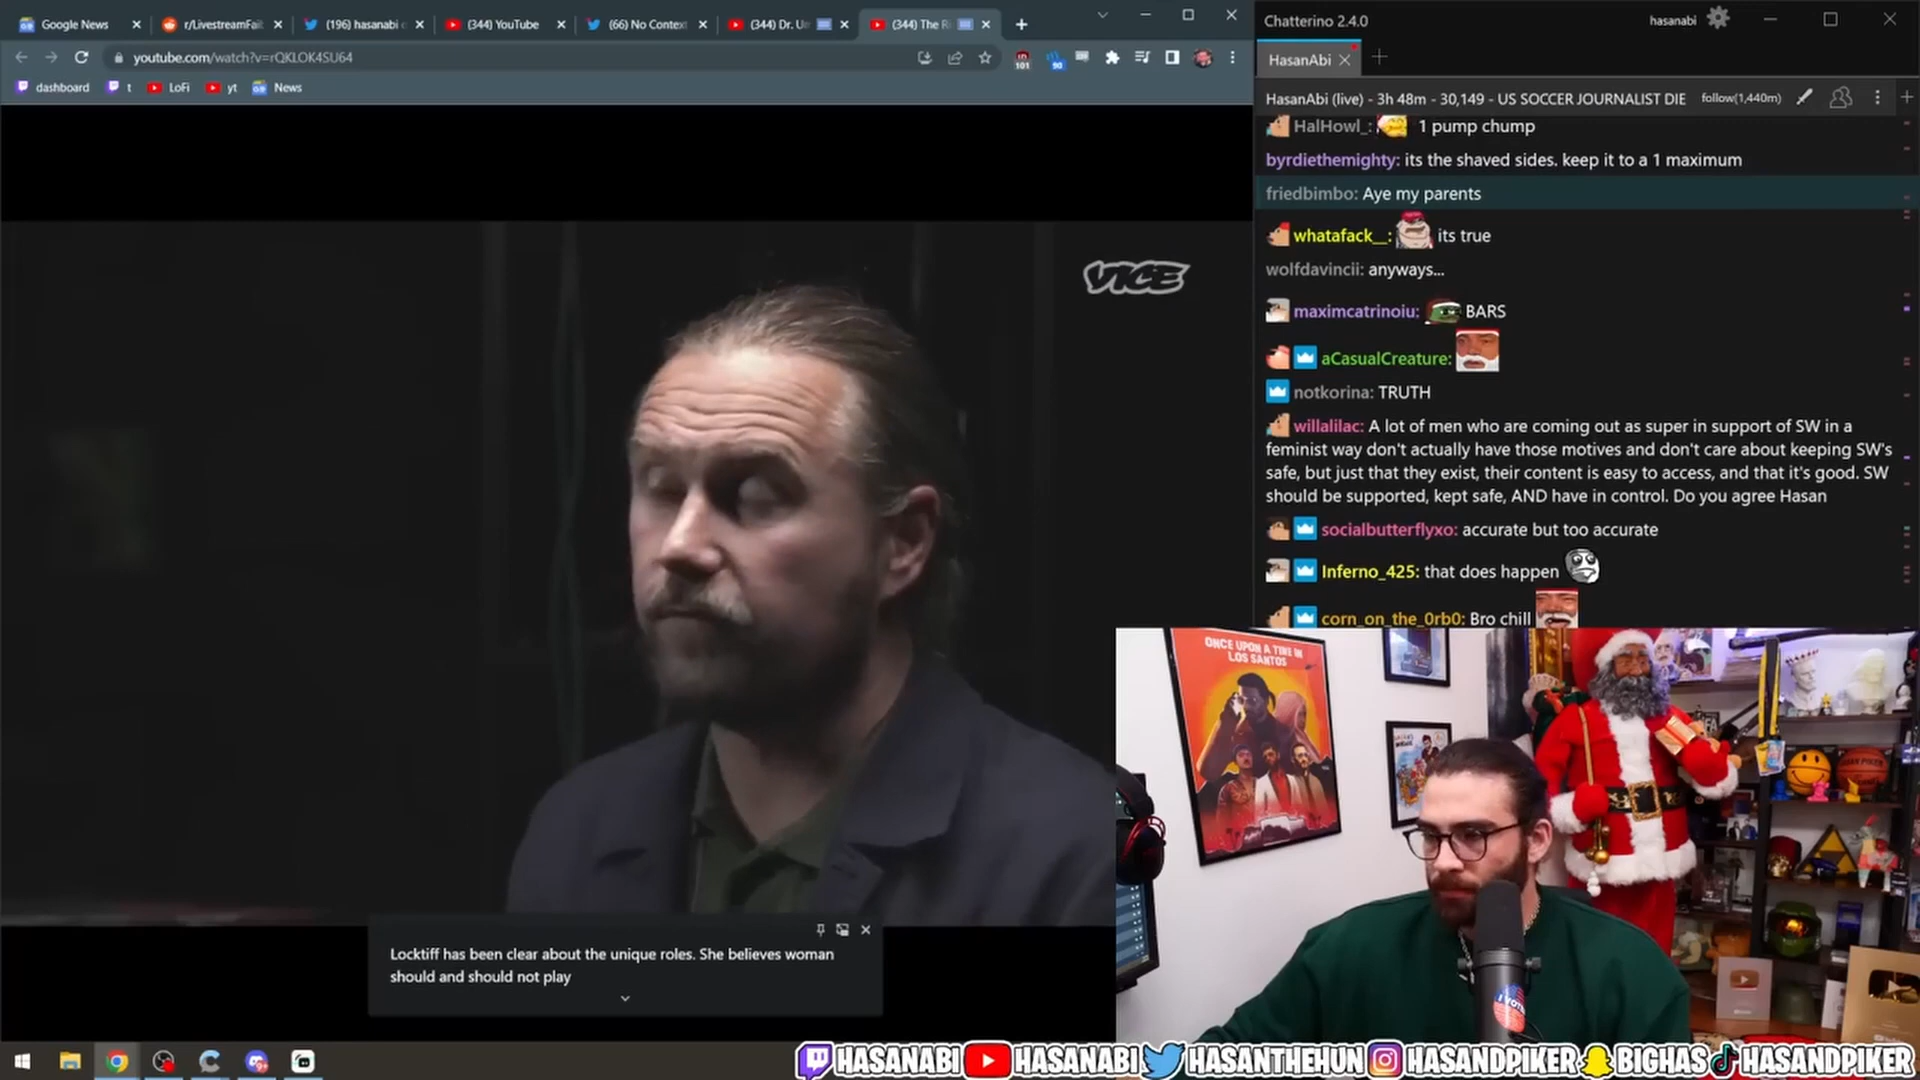 Google News
r/LivestreamFail
(196) hasanabi
(344) YouTube
(66) No Context
(344) Dr. U
(344) The R
youtube.com/watch?v=rQKLOK4SU64
101
90
dashboard
t
LoFi
yt
News
VICE
Locktiff has been clear about the unique roles. She believes woman
should and should not play
Chatterino 2.4.0
hasanabi
HasanAbi
HasanAbi (live) - 3h 48m - 30,149 - US SOCCER JOURNALIST DIE
follow(1,440m)
HalHowl_: 1 pump chump
byrdiethemighty: its the shaved sides. keep it to a 1 maximum
friedbimbo: Aye my parents
whatafack__: its true
wolfdavincii: anyways...
maximcatrinoiu: BARS
aCasualCreature:
notkorina: TRUTH
willalilac: A lot of men who are coming out as super in support of SW in a
feminist way don't actually have those motives and don't care about keeping SW's
safe, but just that they exist, their content is easy to access, and that it's good. SW
should be supported, kept safe, AND have in control. Do you agree Hasan
socialbutterflyxo: accurate but too accurate
Inferno_425: that does happen
corn_on_the_0rb0: Bro chill
ONCE UPON A TIME IN
LOS SANTOS
I VOTED
HASANABI HASANABI HASANTHEHUN HASANDPIKER BIGHAS HASANDPIKER